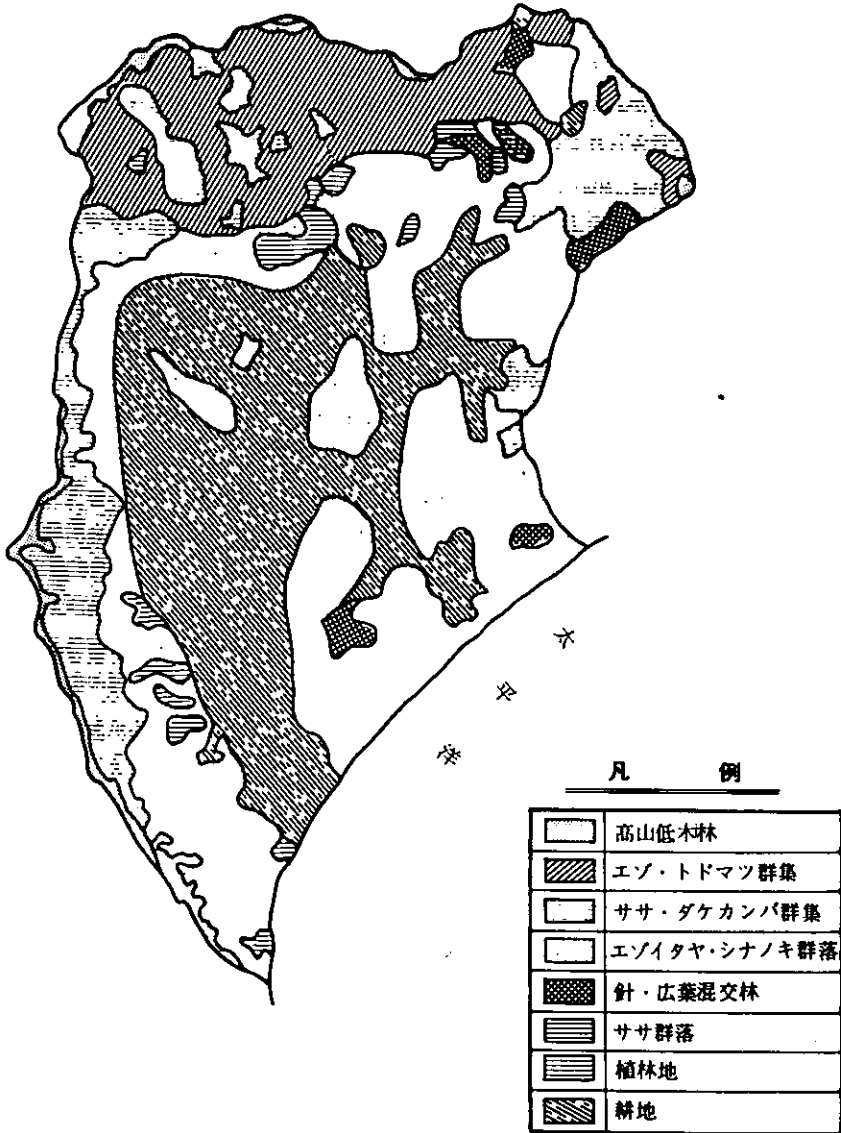 太平洋
凡例
高山低木林
エゾ・トドマツ群集
ササ・ダケカンバ群集
エゾイタヤ・シナノキ群落
針・広葉混交林
ササ群落
植林地
耕地